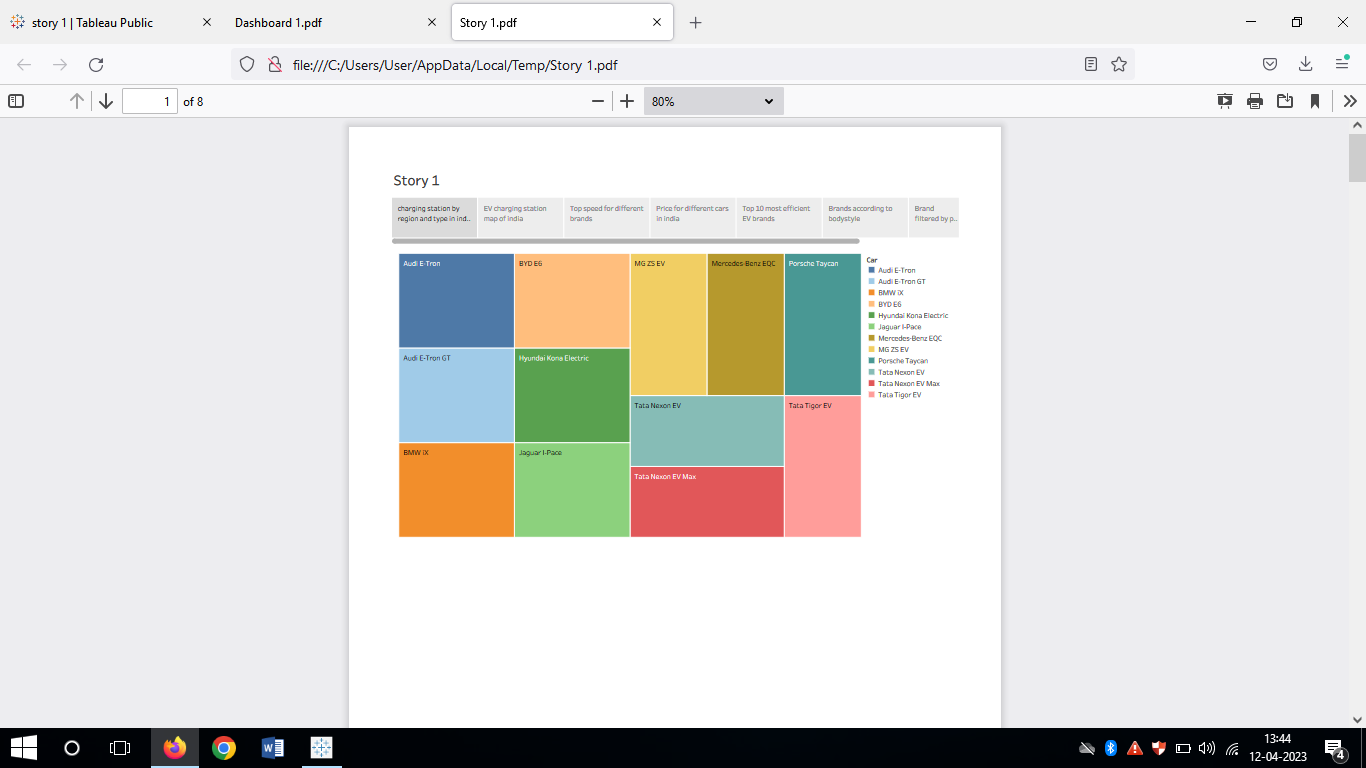 story 1 | Tableau Public
Dashboard 1.pdf
Story 1.pdf
file:///C:/Users/User/AppData/Local/Temp/Story 1.pdf
1 of 8
80%
Story 1
charging station by
region and type in ind..
EV charging station
map of india
Top speed for different
brands
Price for different cars
in india
Top 10 most efficient
EV brands
Brands according to
bodystyle
Brand
filtered by p..
Audi E-Tron
BYD E6
MG ZS EV
Mercedes-Benz EQC
Porsche Taycan
Audi E-Tron GT
Hyundai Kona Electric
Tata Nexon EV
Tata Tigor EV
BMW iX
Jaguar I-Pace
Tata Nexon EV Max
Car
Audi E-Tron
Audi E-Tron GT
BMW iX
BYD E6
Hyundai Kona Electric
Jaguar I-Pace
Mercedes-Benz EQC
MG ZS EV
Porsche Taycan
Tata Nexon EV
Tata Nexon EV Max
Tata Tigor EV
13:44
12-04-2023
4